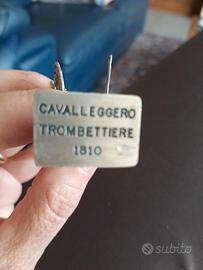 CAVALLEGGERO
TROMBETTIERE
1810
subito